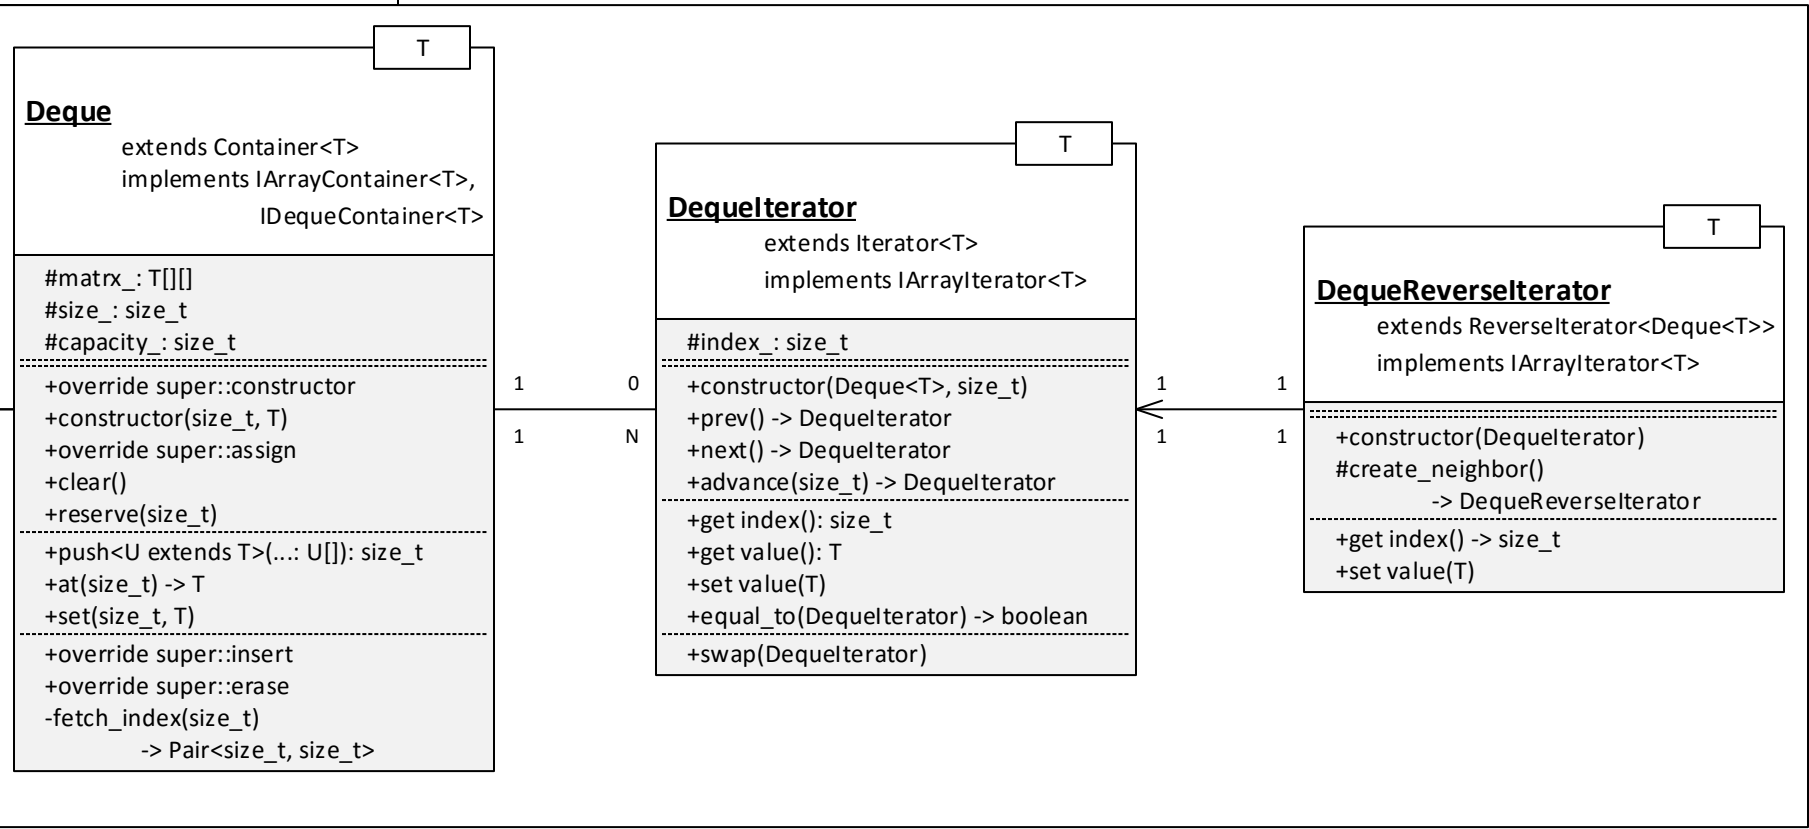 T
Deque
extends Container<T>
implements IArrayContainer<T>,
IDequeContainer<T>
#matrx_: T[][]
#size_: size_t
#capacity_: size_t
+override super::constructor
+constructor(size_t, T)
+override super::assign
+clear()
+reserve(size_t)
+push<U extends T>(...: U[]): size_t
+at(size_t) -> T
+set(size_t, T)
+override super::insert
+override super::erase
-fetch_index(size_t)
-> Pair<size_t, size_t>
1 0
1 N
T
DequeIterator
extends Iterator<T>
implements IArrayIterator<T>
#index_: size_t
+constructor(Deque<T>, size_t)
+prev() -> DequeIterator
+next() -> DequeIterator
+advance(size_t) -> DequeIterator
+get index(): size_t
+get value(): T
+set value(T)
+equal_to(DequeIterator) -> boolean
+swap(DequeIterator)
1 1
1 1
T
DequeReverseIterator
extends ReverseIterator<Deque<T>>
implements IArrayIterator<T>
+constructor(DequeIterator)
#create_neighbor()
-> DequeReverseIterator
+get index() -> size_t
+set value(T)